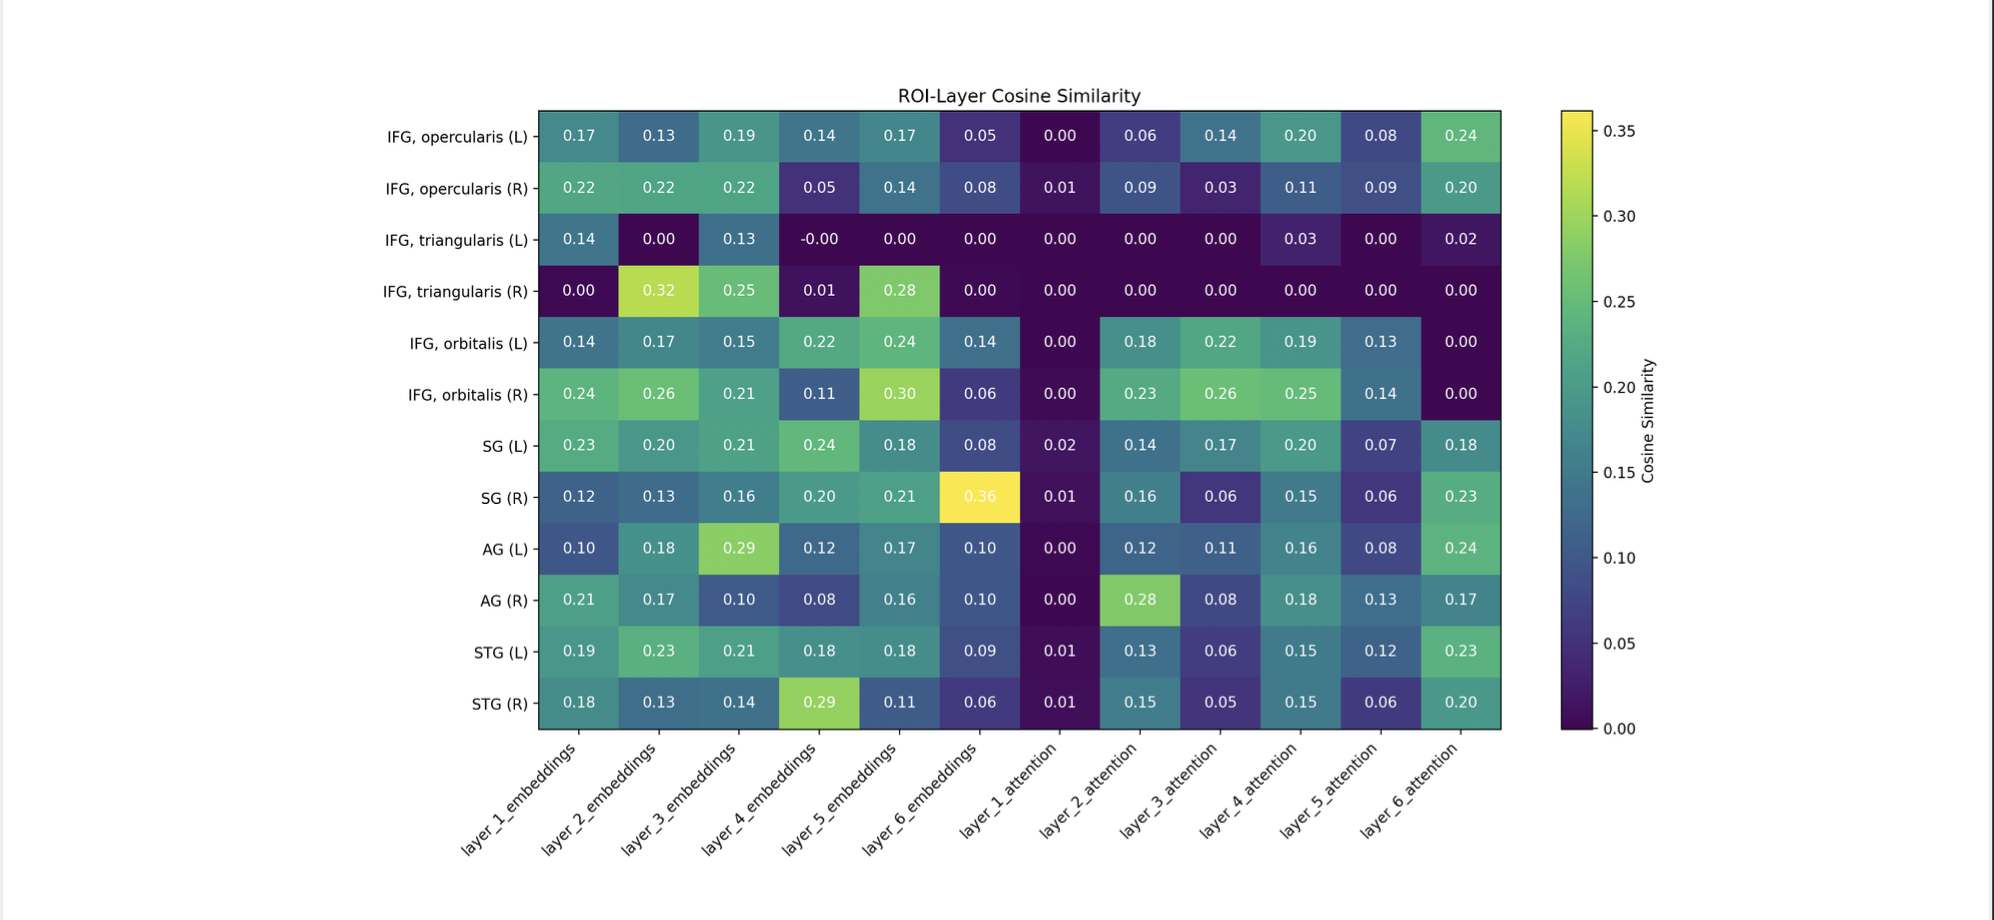 ROI-Layer Cosine Similarity
IFG, opercularis (L) 0.17 0.13 0.19 0.14 0.17 0.05 0.00 0.06 0.14 0.20 0.08 0.24
IFG, opercularis (R) 0.22 0.22 0.22 0.05 0.14 0.08 0.01 0.09 0.03 0.11 0.09 0.20
IFG, triangularis (L) 0.14 0.00 0.13 -0.00 0.00 0.00 0.00 0.00 0.00 0.03 0.00 0.02
IFG, triangularis (R) 0.00 0.32 0.25 0.01 0.28 0.00 0.00 0.00 0.00 0.00 0.00 0.00
IFG, orbitalis (L) 0.14 0.17 0.15 0.22 0.24 0.14 0.00 0.18 0.22 0.19 0.13 0.00
IFG, orbitalis (R) 0.24 0.26 0.21 0.11 0.30 0.06 0.00 0.23 0.26 0.25 0.14 0.00
SG (L) 0.23 0.20 0.21 0.24 0.18 0.08 0.02 0.14 0.17 0.20 0.07 0.18
SG (R) 0.12 0.13 0.16 0.20 0.21 0.36 0.01 0.16 0.06 0.15 0.06 0.23
AG (L) 0.10 0.18 0.29 0.12 0.17 0.10 0.00 0.12 0.11 0.16 0.08 0.24
AG (R) 0.21 0.17 0.10 0.08 0.16 0.10 0.00 0.28 0.08 0.18 0.13 0.17
STG (L) 0.19 0.23 0.21 0.18 0.18 0.09 0.01 0.13 0.06 0.15 0.12 0.23
STG (R) 0.18 0.13 0.14 0.29 0.11 0.06 0.01 0.15 0.05 0.15 0.06 0.20
layer_1_embeddings
layer_2_embeddings
layer_3_embeddings
layer_4_embeddings
layer_5_embeddings
layer_6_embeddings
layer_1_attention
layer_2_attention
layer_3_attention
layer_4_attention
layer_5_attention
layer_6_attention
0.35
0.30
0.25
0.20
0.15
0.10
0.05
0.00
Cosine Similarity